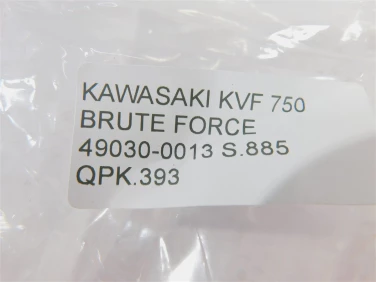 KAWASAKI KVF 750
BRUTE FORCE
49030-0013 S.885
QPK.393